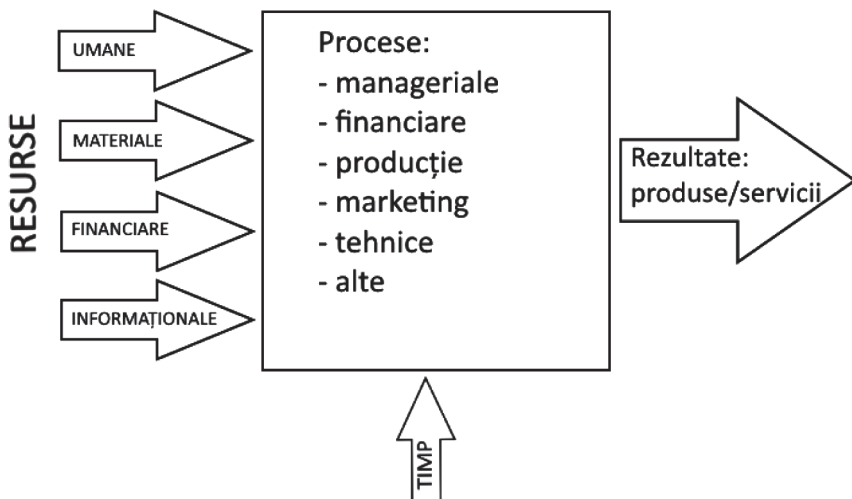 RESURSE
UMANE
MATERIALE
FINANCIARE
INFORMAȚIONALE
Procese:
- manageriale
- financiare
- producție
- marketing
- tehnice
- alte
Rezultate:
produse/servicii
TIMP